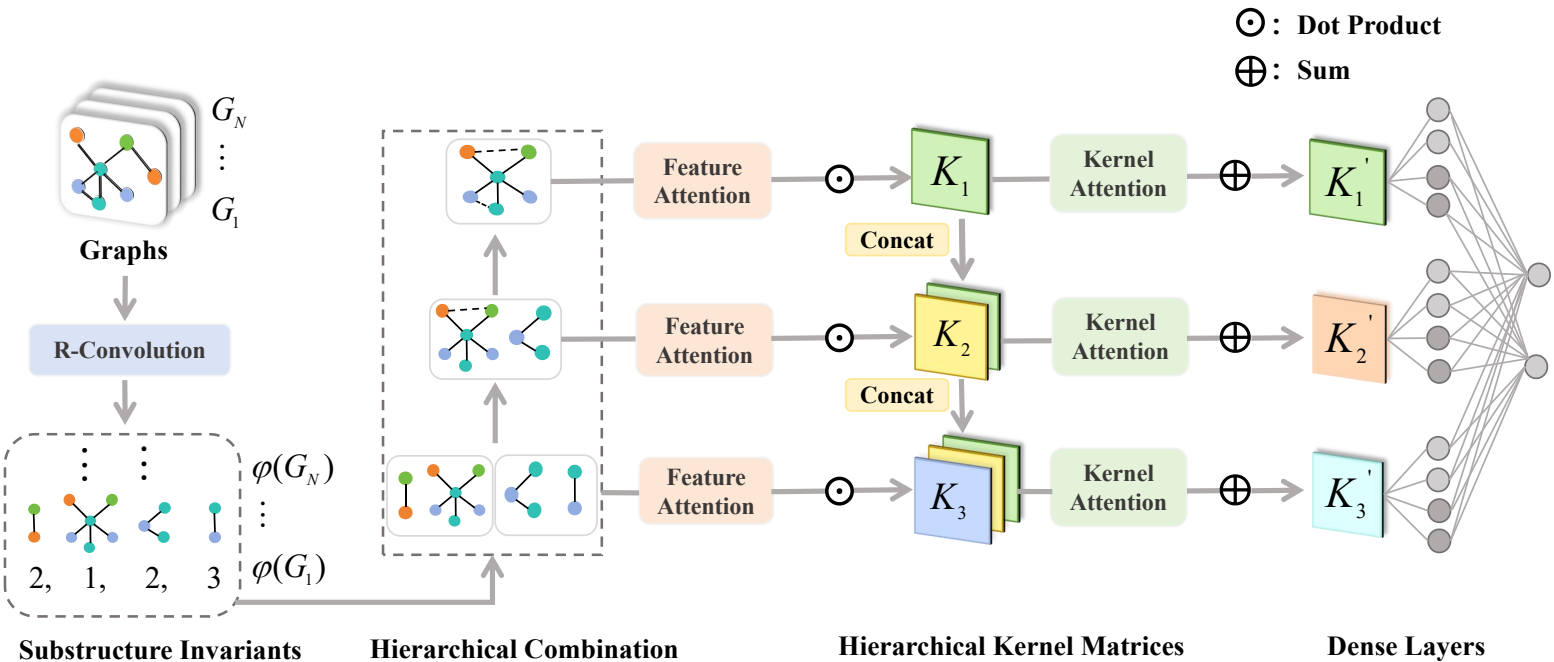 ⊙: Dot Product
⊕: Sum
G_N
⋮
G_1
Graphs
R-Convolution
⋮ ⋮
φ(G_N)
⋮
φ(G_1)
2, 1, 2, 3
Substructure Invariants
Hierarchical Combination
Feature
Attention
Feature
Attention
Feature
Attention
K_1
Concat
K_2
Concat
K_3
Kernel
Attention
Kernel
Attention
Kernel
Attention
Hierarchical Kernel Matrices
K_1'
K_2'
K_3'
Dense Layers